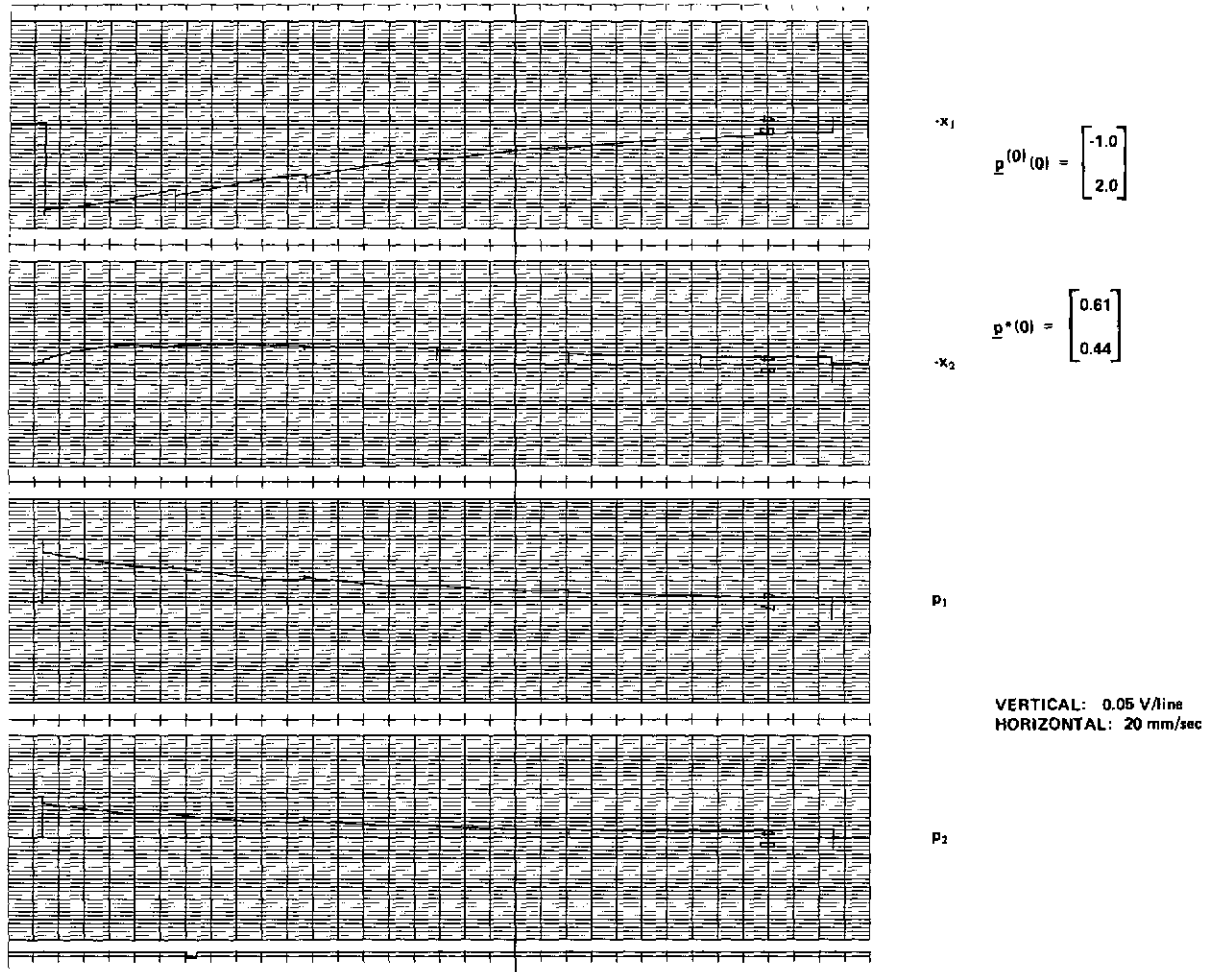 -x₁
p⁽⁰⁾(0) = [-1.0
2.0]
p*(0) = [0.61
0.44]
-x₂
p₁
VERTICAL: 0.05 V/line
HORIZONTAL: 20 mm/sec
p₂